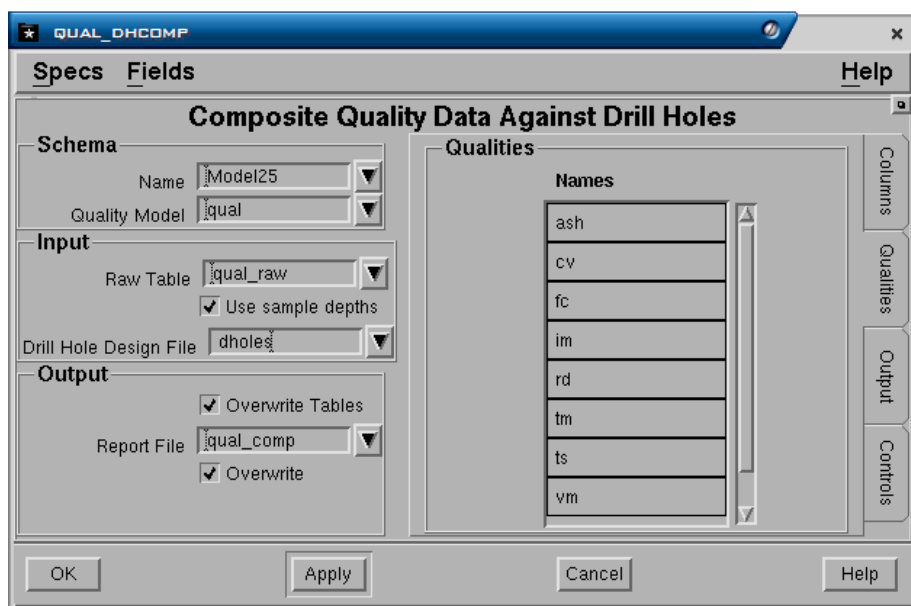 QUAL_DHCOMP
Specs Fields Help
Composite Quality Data Against Drill Holes
Schema
Name Model25
Quality Model qual
Input
Raw Table qual_raw
Use sample depths
Drill Hole Design File dholes
Output
Overwrite Tables
Report File qual_comp
Overwrite
Qualities
Names
ash
cv
fc
im
rd
tm
ts
vm
Columns
Qualities
Output
Controls
OK Apply Cancel Help